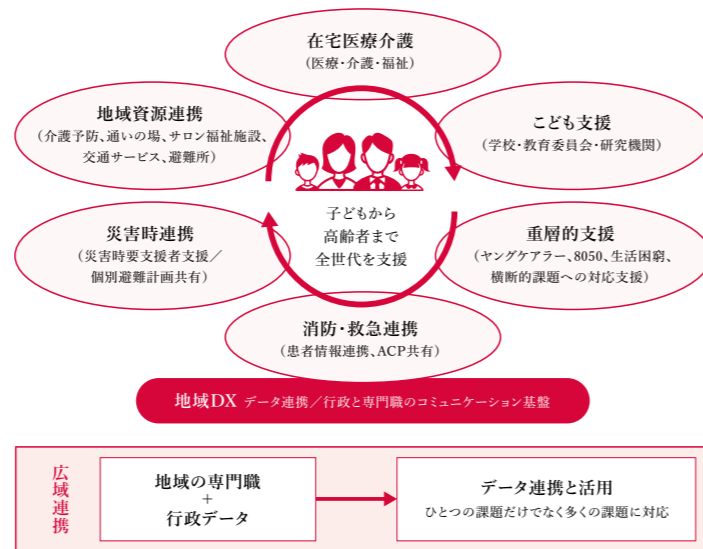 在宅医療介護
（医療・介護・福祉）
地域資源連携
（介護予防、通いの場、サロン福祉施設、
交通サービス、避難所）
こども支援
（学校・教育委員会・研究機関）
子どもから
高齢者まで
全世代を支援
災害時連携
（災害時要支援者支援／
個別避難計画共有）
重層的支援
（ヤングケアラー、8050、生活困窮、
横断的課題への対応支援）
消防・救急連携
（患者情報連携、ACP共有）
地域DX データ連携／行政と専門職のコミュニケーション基盤
広域連携
地域の専門職
＋
行政データ
データ連携と活用
ひとつの課題だけでなく多くの課題に対応